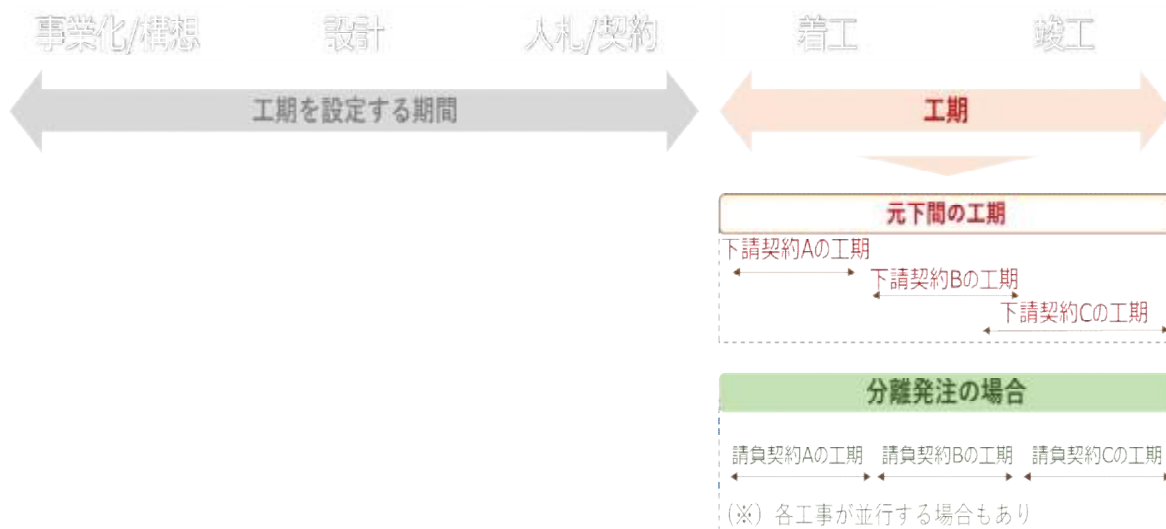 事業化/構想 設計 入札/契約 着工 竣工
工期を設定する期間 工期
元下間の工期
下請契約Aの工期
下請契約Bの工期
下請契約Cの工期
分離発注の場合
請負契約Aの工期 請負契約Bの工期 請負契約Cの工期
(※)各工事が並行する場合もあり